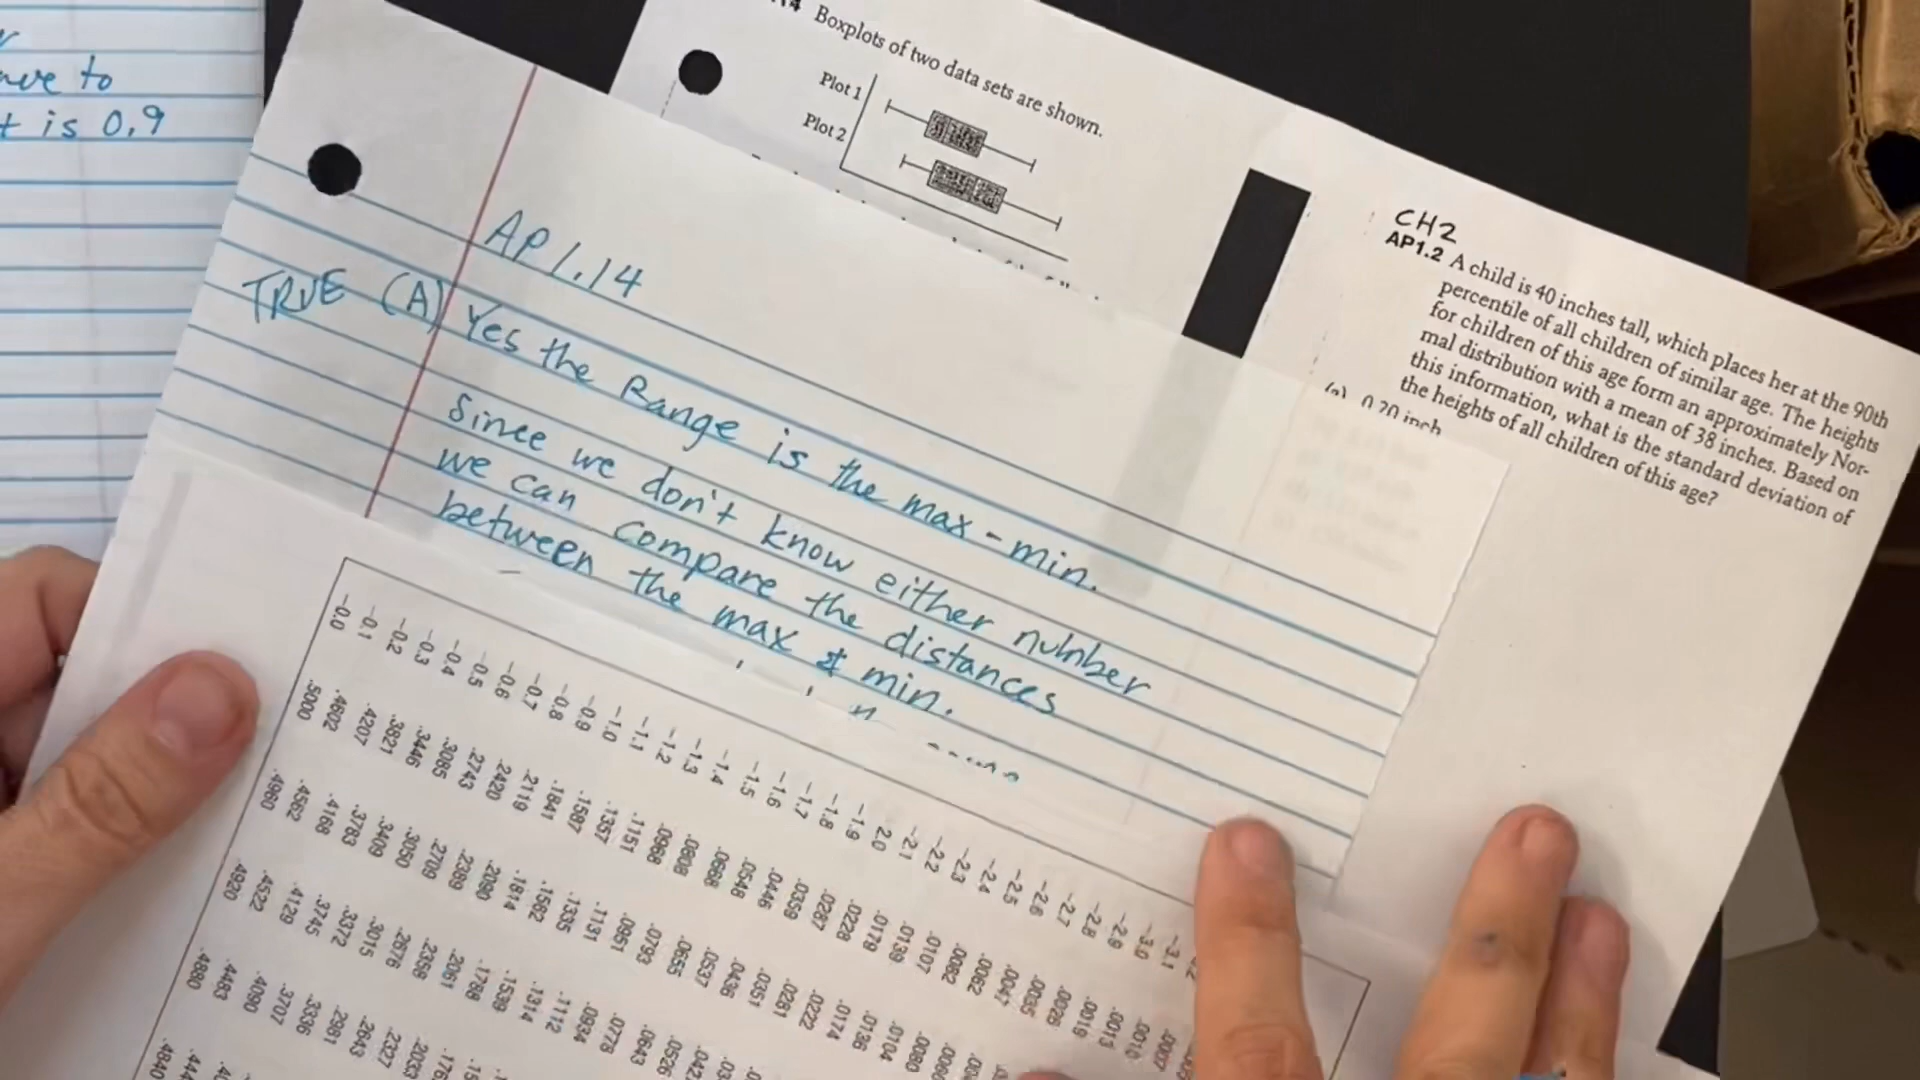 ave to
t is 0.9
Boxplots of two data sets are shown.
Plot 1
Plot 2
AP 1.14
TRUE (A) Yes the Range is the max - min.
Since we don't know either number
we can compare the distances
between the max & min.
CH2
AP1.2 A child is 40 inches tall, which places her at the 90th
percentile of all children of similar age. The heights
for children of this age form an approximately Nor-
mal distribution with a mean of 38 inches. Based on
this information, what is the standard deviation of
the heights of all children of this age?
(a) 0.20 inch
-0.0 .5000 .4960 .4920 .4880 .4840
-0.1 .4602 .4562 .4522 .4483
-0.2 .4207 .4168 .4129 .4090
-0.3 .3821 .3783 .3745 .3707
-0.4 .3446 .3409 .3372 .3336
-0.5 .3085 .3050 .3015 .2981
-0.6 .2743 .2709 .2676 .2643
-0.7 .2420 .2389 .2358 .2327
-0.8 .2119 .2090 .2061 .2033
-0.9 .1841 .1814 .1788
-1.0 .1587 .1562 .1539
-1.1 .1357 .1335 .1314
-1.2 .1151 .1131 .1112
-1.3 .0968 .0951 .0934
-1.4 .0808 .0793 .0778
-1.5 .0668 .0655 .0643
-1.6 .0548 .0537 .0526
-1.7 .0446 .0436
-1.8 .0359 .0351
-1.9 .0287 .0281
2.0 .0228 .0222
-2.1 .0179 .0174
-2.2 .0139 .0136
-2.3 .0107 .0104
-2.4 .0082 .0080
-2.5 .0062 .0060
-2.6 .0047
-2.7 .0035
-2.8 .0026
-2.9 .0019
-3.0 .0013
-3.1 .0010
.0007